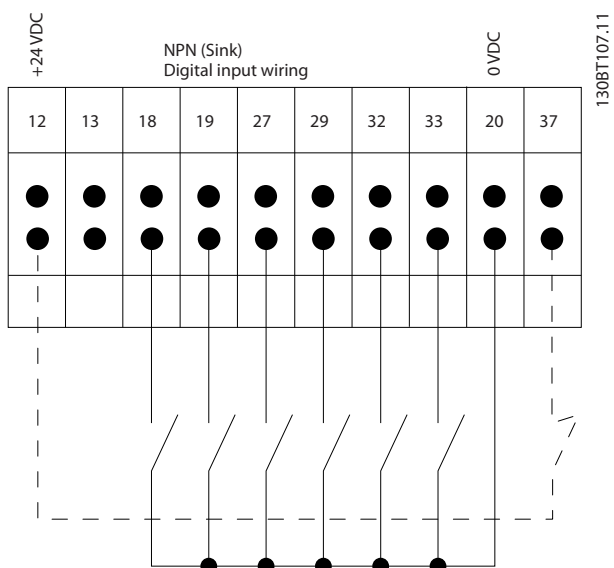 +24 VDC
NPN (Sink)
Digital input wiring
0 VDC
130BT107.11
12 13 18 19 27 29 32 33 20 37